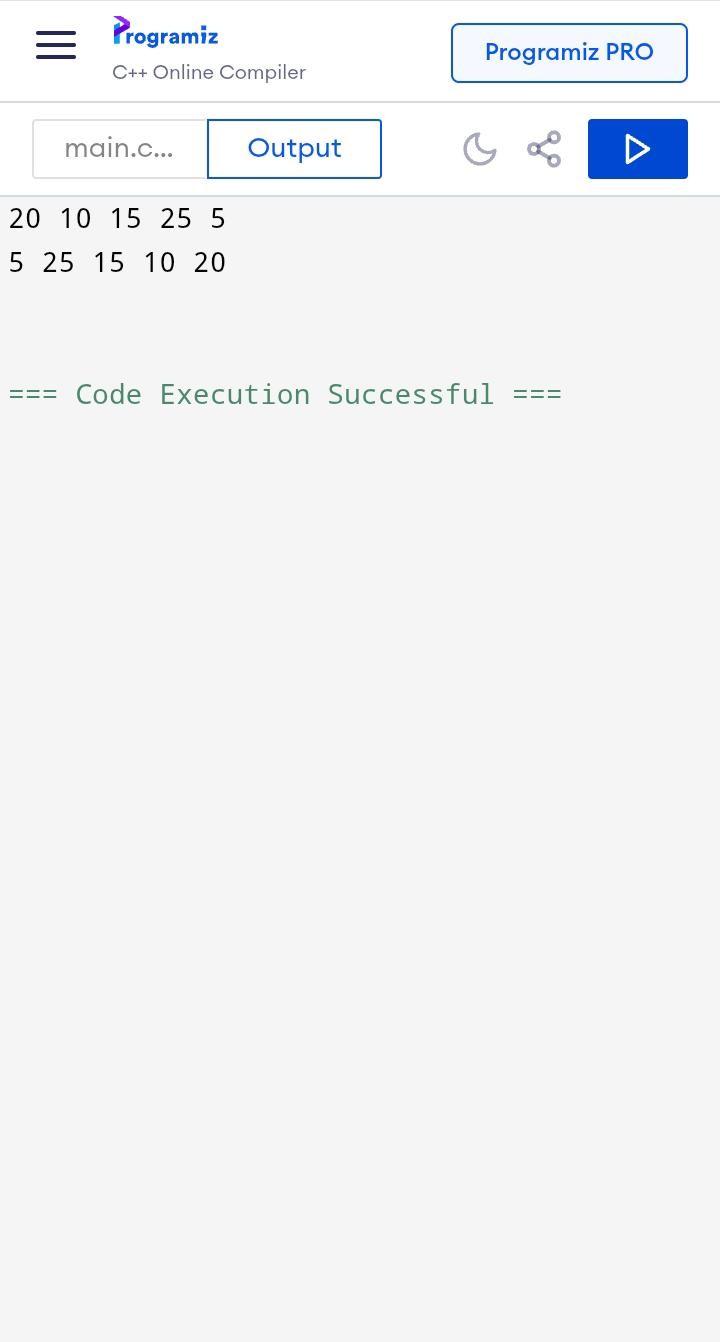 Programiz
C++ Online Compiler
Programiz PRO
main.c...
Output
20 10 15 25 5
5 25 15 10 20
=== Code Execution Successful ===